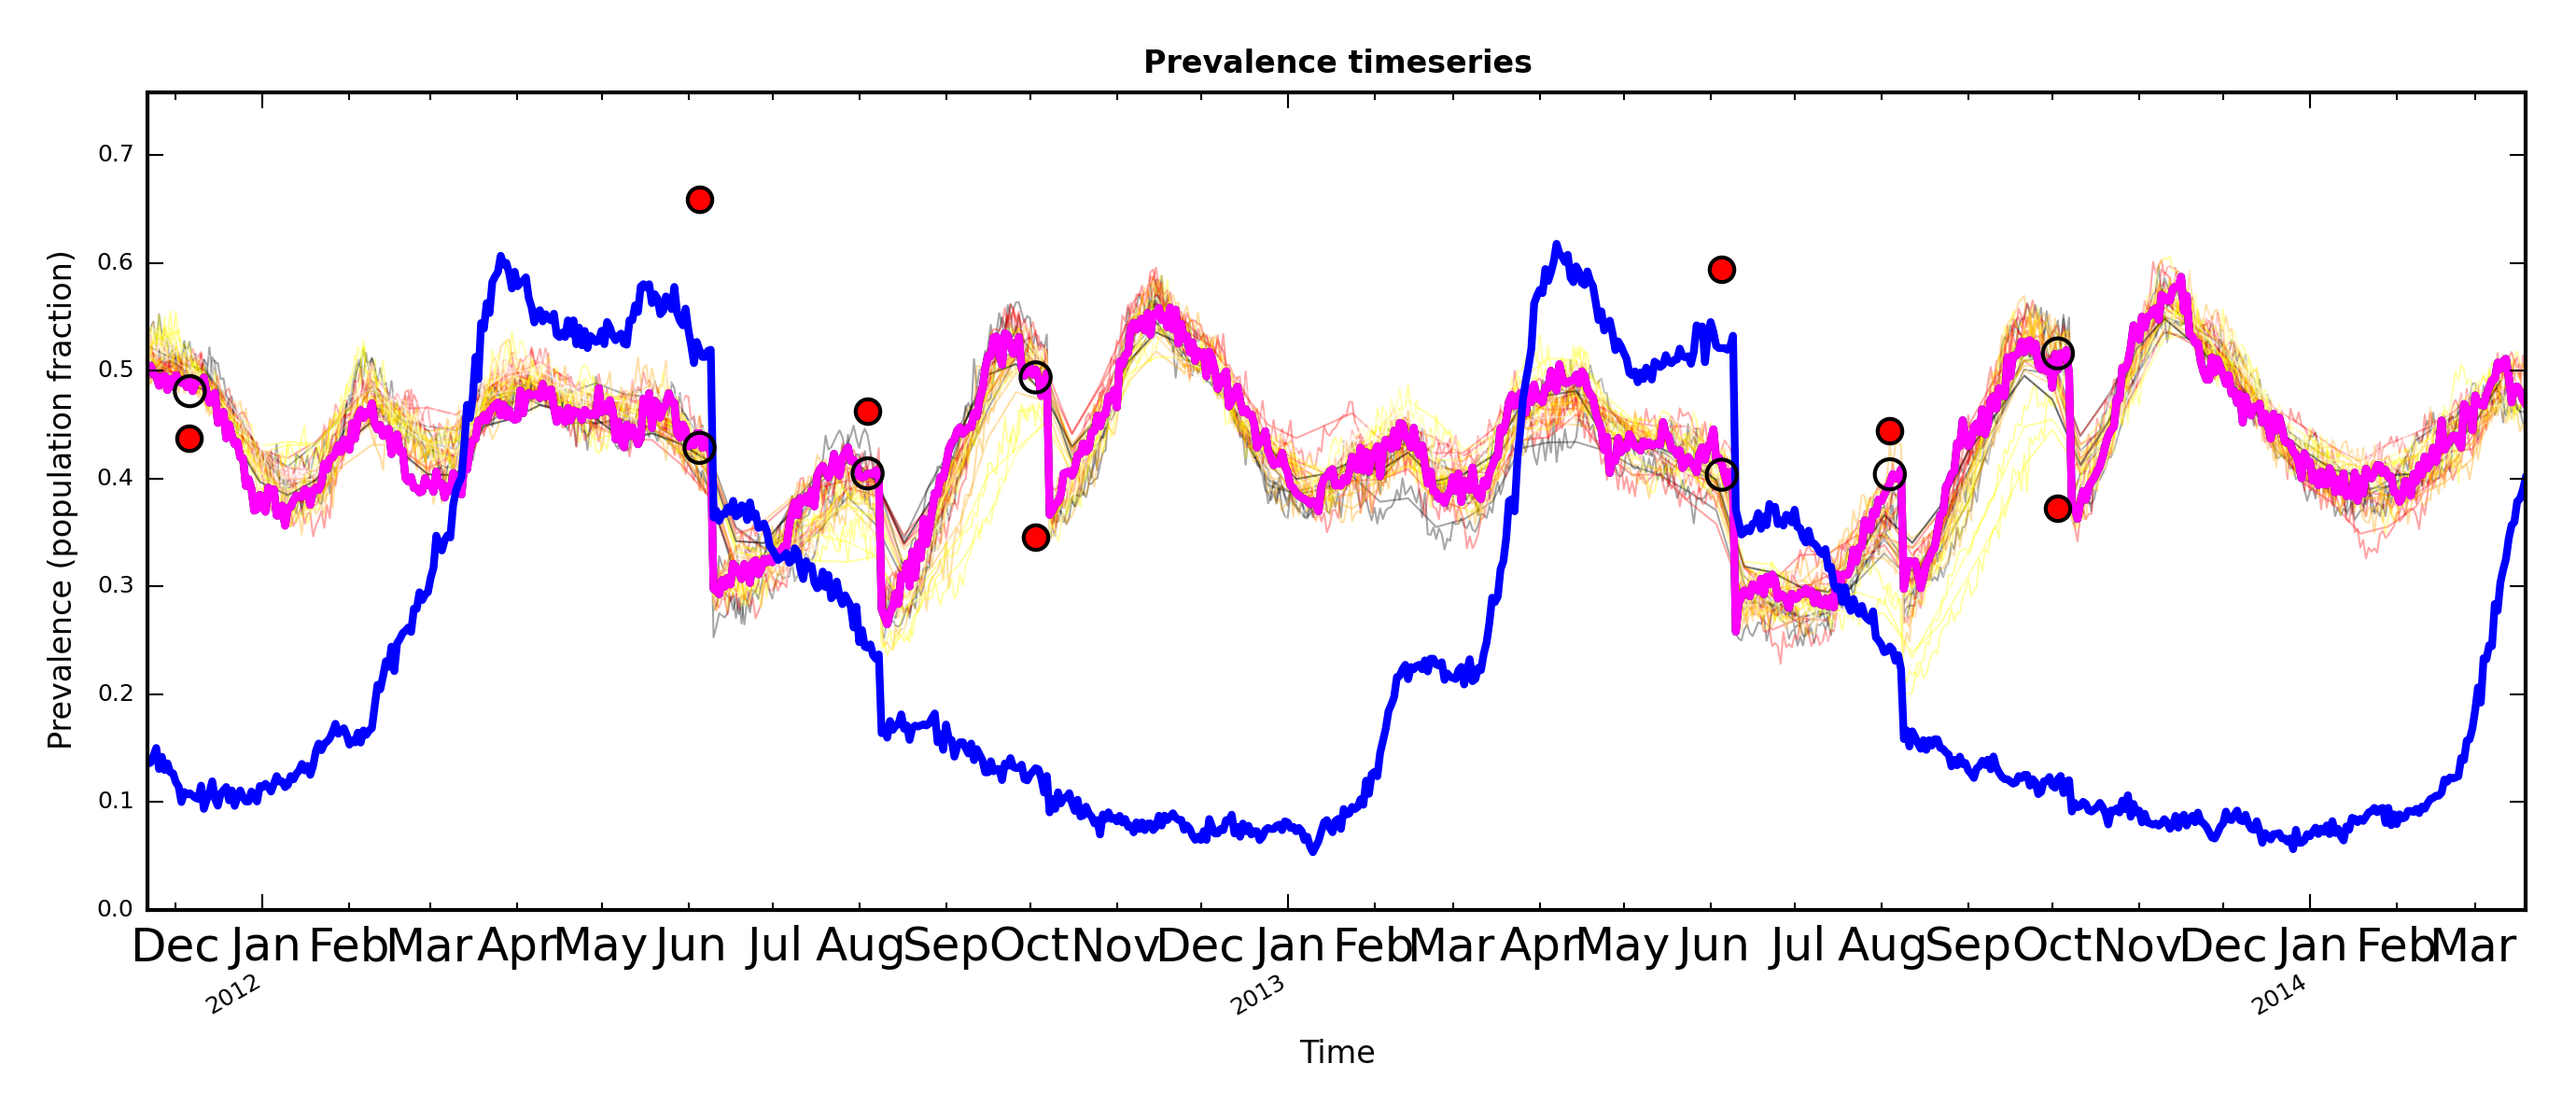 Prevalence timeseries
Prevalence (population fraction)
0.7
0.6
0.5
0.4
0.3
0.2
0.1
0.0
Dec Jan Feb Mar Apr May Jun Jul Aug Sep Oct Nov Dec Jan Feb Mar Apr May Jun Jul Aug Sep Oct Nov Dec Jan Feb Mar
2012 2013 2014
Time